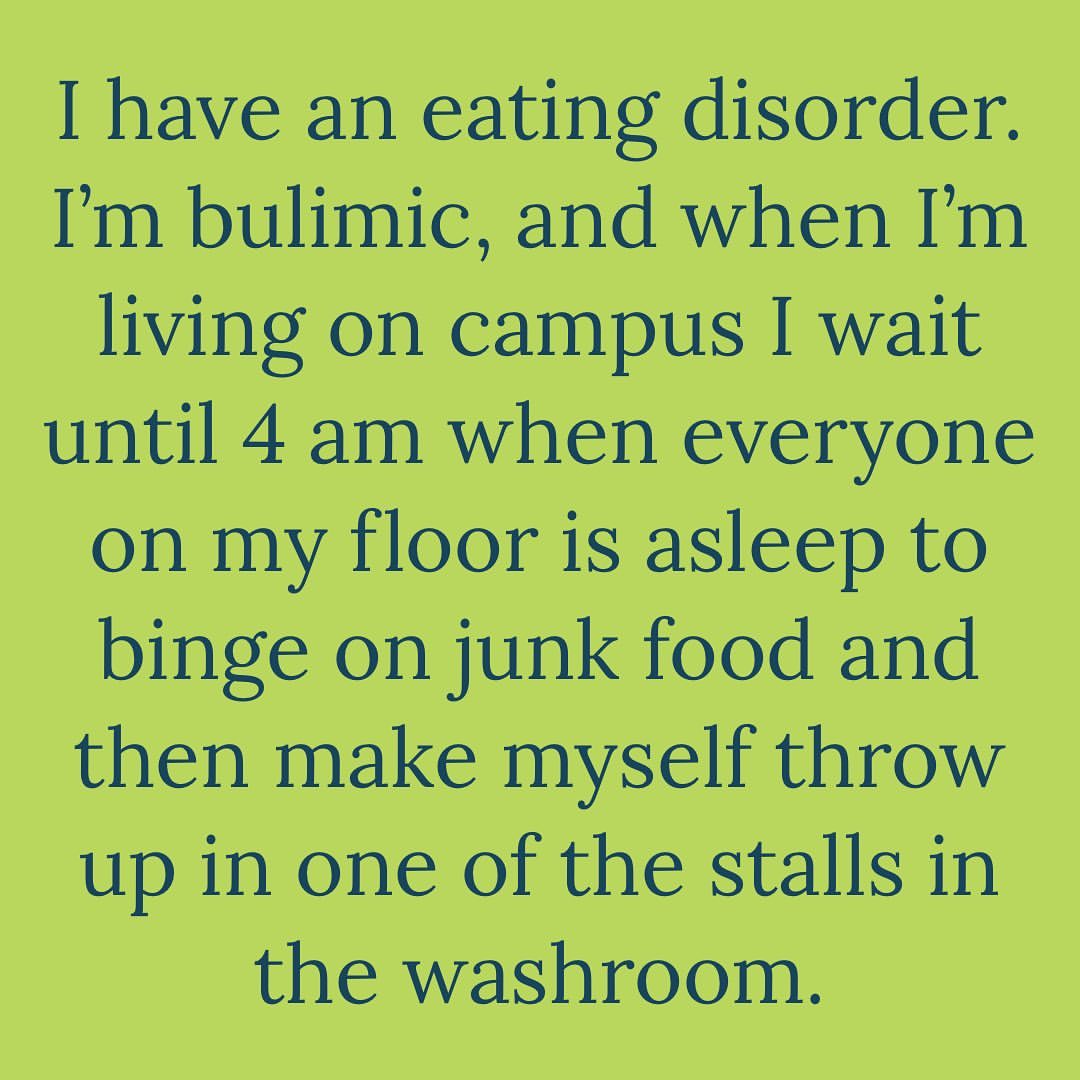 I have an eating disorder.
I’m bulimic, and when I’m
living on campus I wait
until 4 am when everyone
on my floor is asleep to
binge on junk food and
then make myself throw
up in one of the stalls in
the washroom.